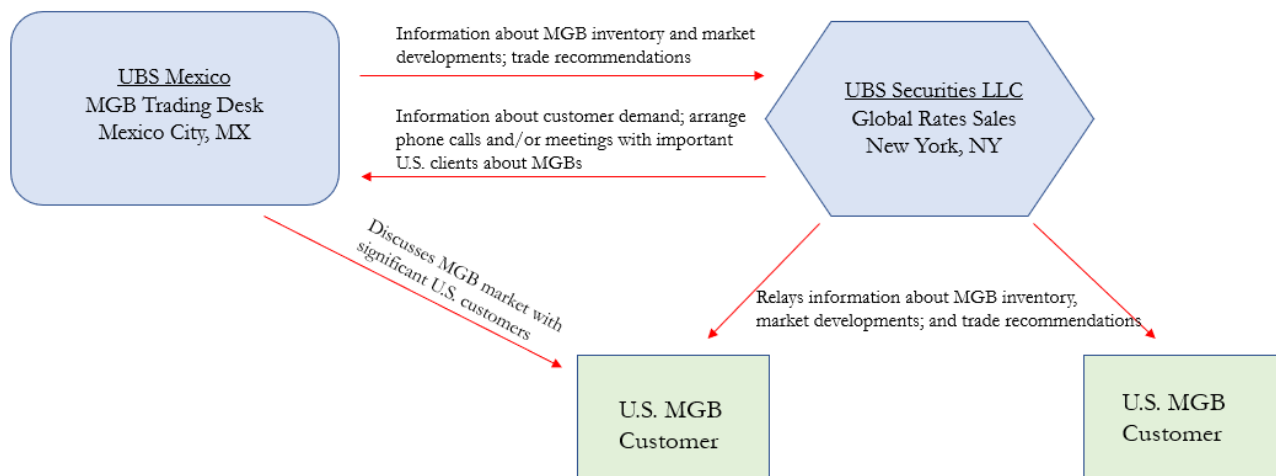 UBS Mexico
MGB Trading Desk
Mexico City, MX
Information about MGB inventory and market
developments; trade recommendations
Information about customer demand; arrange
phone calls and/or meetings with important
U.S. clients about MGBs
UBS Securities LLC
Global Rates Sales
New York, NY
Discusses MGB market with
significant U.S. customers
Relays information about MGB inventory,
market developments; and trade recommendations
U.S. MGB
Customer
U.S. MGB
Customer